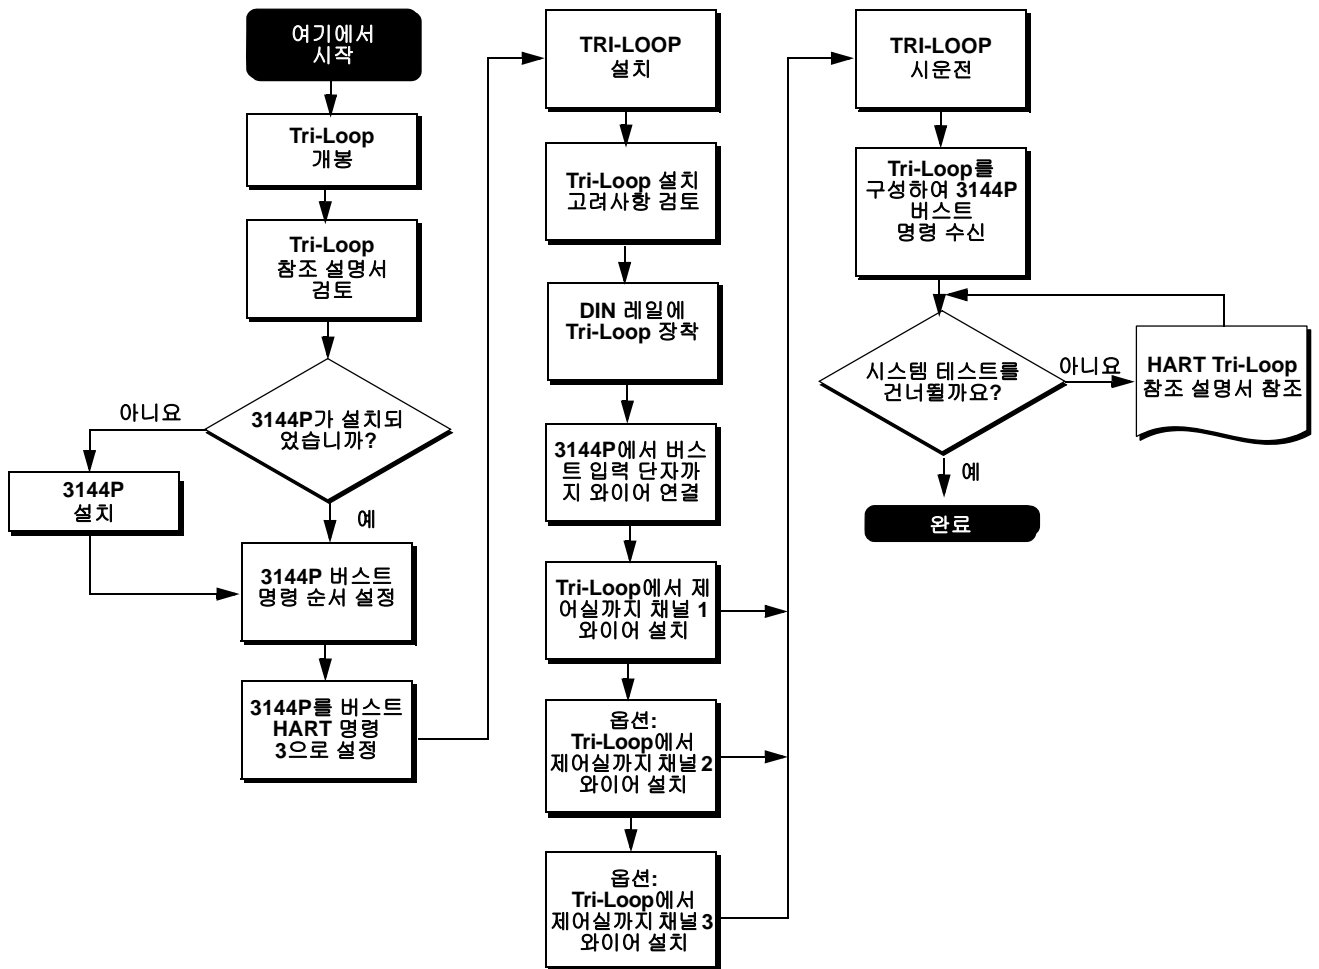 여기에서
시작
Tri-Loop
개봉
Tri-Loop
참조 설명서
검토
3144P가 설치되
었습니까?
아니요
3144P
설치
예
3144P 버스트
명령 순서 설정
3144P를 버스트
HART 명령
3으로 설정
TRI-LOOP
설치
Tri-Loop 설치
고려사항 검토
DIN 레일에
Tri-Loop 장착
3144P에서 버스
트 입력 단자까
지 와이어 연결
Tri-Loop에서 제
어실까지 채널 1
와이어 설치
옵션:
Tri-Loop에서
제어실까지 채널 2
와이어 설치
옵션:
Tri-Loop에서
제어실까지 채널 3
와이어 설치
TRI-LOOP
시운전
Tri-Loop를
구성하여 3144P
버스트
명령 수신
시스템 테스트를
건너뛸까요?
아니요
HART Tri-Loop
참조 설명서 참조
예
완료